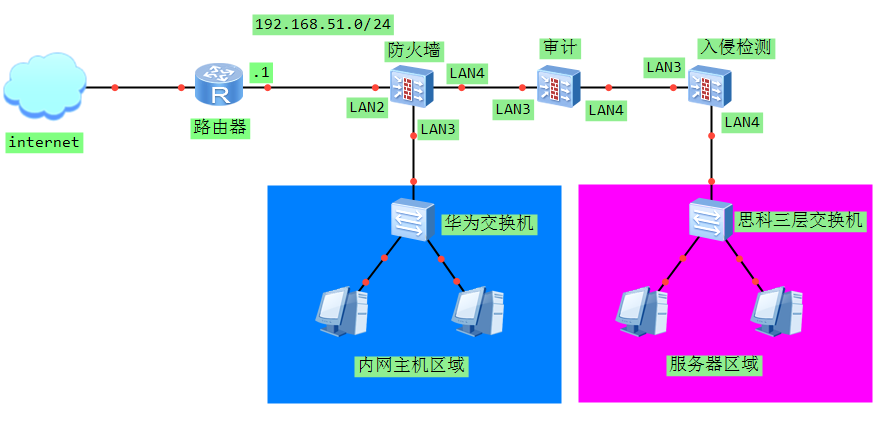 192.168.51.0/24
防火墙
审计
入侵检测
.1
LAN4
LAN3
LAN2
LAN3
LAN4
internet
路由器
LAN3
LAN4
R
华为交换机
思科三层交换机
内网主机区域
服务器区域